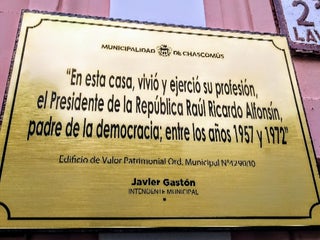 MUNICIPALIDAD DE CHASCOMÚS
"En esta casa, vivió y ejerció su profesión,
el Presidente de la República Raúl Ricardo Alfonsín,
padre de la democracia; entre los años 1957 y 1972"
Edificio de Valor Patrimonial Ord. Municipal Nº4290/10
Javier Gastón
INTENDENTE MUNICIPAL